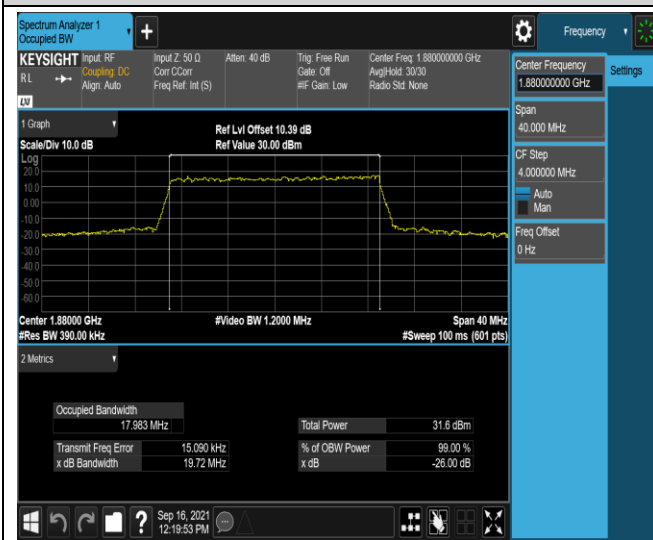 Spectrum Analyzer 1
Occupied BW
+
Frequency
KEYSIGHT
RL
LXI
Input: RF
Coupling: DC
Align: Auto
Input Z: 50 Ω
Corr CCorr
Freq Ref: Int (S)
Atten: 40 dB
Trig: Free Run
Gate: Off
#IF Gain: Low
Center Freq: 1.880000000 GHz
Avg|Hold: 30/30
Radio Std: None
Center Frequency
1.880000000 GHz
Settings
Span
40.000 MHz
CF Step
4.000000 MHz
Auto
Man
Freq Offset
0 Hz
1 Graph
Scale/Div 10.0 dB
Ref Lvl Offset 10.39 dB
Ref Value 30.00 dBm
Log
20.0
10.0
0.00
-10.0
-20.0
-30.0
-40.0
-50.0
-60.0
Center 1.88000 GHz
#Video BW 1.2000 MHz
Span 40 MHz
#Res BW 390.00 kHz
#Sweep 100 ms (601 pts)
2 Metrics
Occupied Bandwidth
17.983 MHz
Total Power 31.6 dBm
Transmit Freq Error 15.090 kHz
% of OBW Power 99.00 %
x dB Bandwidth 19.72 MHz
x dB -26.00 dB
?
Sep 16, 2021
12:19:53 PM